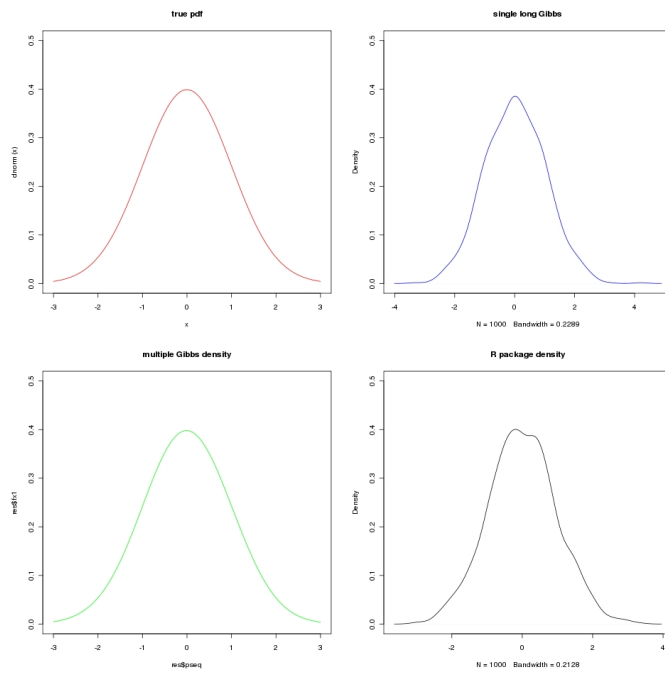 true pdf
dnorm (x)
0.0 0.1 0.2 0.3 0.4 0.5
-3 -2 -1 0 1 2 3
x
single long Gibbs
Density
0.0 0.1 0.2 0.3 0.4 0.5
-4 -2 0 2 4
N = 1000 Bandwidth = 0.2289
multiple Gibbs density
res$fx1
0.0 0.1 0.2 0.3 0.4 0.5
-3 -2 -1 0 1 2 3
res$pseq
R package density
Density
0.0 0.1 0.2 0.3 0.4 0.5
-2 0 2 4
N = 1000 Bandwidth = 0.2128